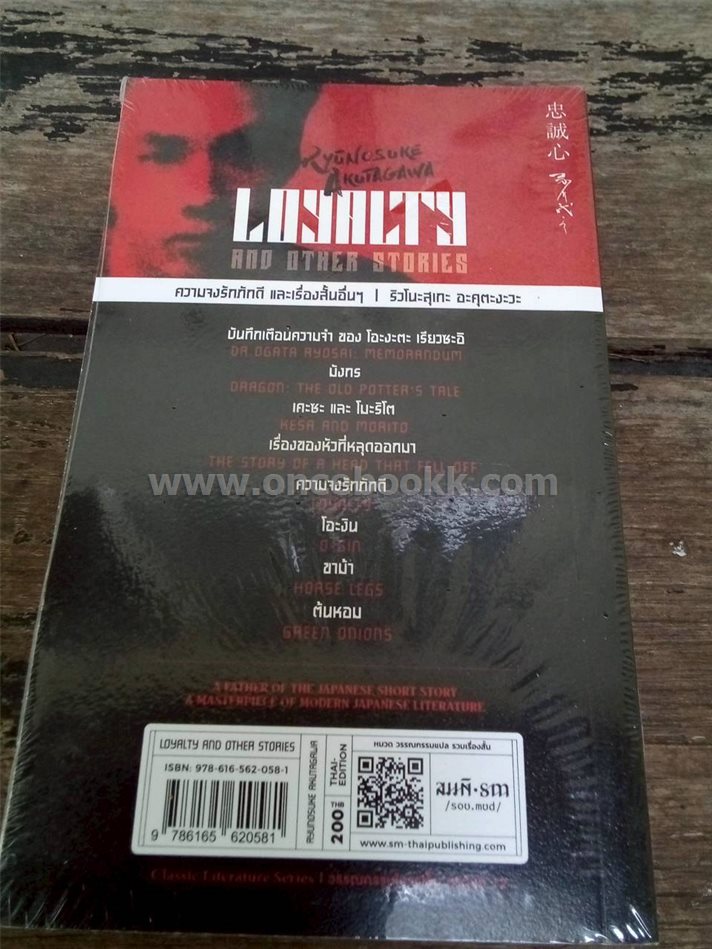 忠誠心
RYŪNOSUKE
AKUTAGAWA
LOYALTY
AND OTHER STORIES
ความจงรักภักดี และเรื่องสั้นอื่นๆ | ริวโนะสุเกะ อะคุตะงะวะ
บันทึกเตือนความจำ ของ โอะงะตะ เรียวซะอิ
DR.OGATA RYOSAI: MEMORANDUM
มังกร
DRAGON: THE OLD POTTER'S TALE
เคะซะ และ โมะริโต
KESA AND MORITO
เรื่องของหัวที่หลุดออกมา
THE STORY OF A HEAD THAT FELL OFF
ความจงรักภักดี
LOYALTY
โอะงิน
O-GIN
ขาม้า
HORSE LEGS
ต้นหอม
GREEN ONIONS
A FATHER OF THE JAPANESE SHORT STORY
A MASTERPIECE OF MODERN JAPANESE LITERATURE
LOYALTY AND OTHER STORIES
ISBN: 978-616-562-058-1
9 786165 620581
RYUNOSUKE AKUTAGAWA
THAI-EDITION
200 THB
หมวด วรรณกรรมแปล รวมเรื่องสั้น
สมมติ
/sou.mud/
www.sm-thaipublishing.com
Classic Literature Series |